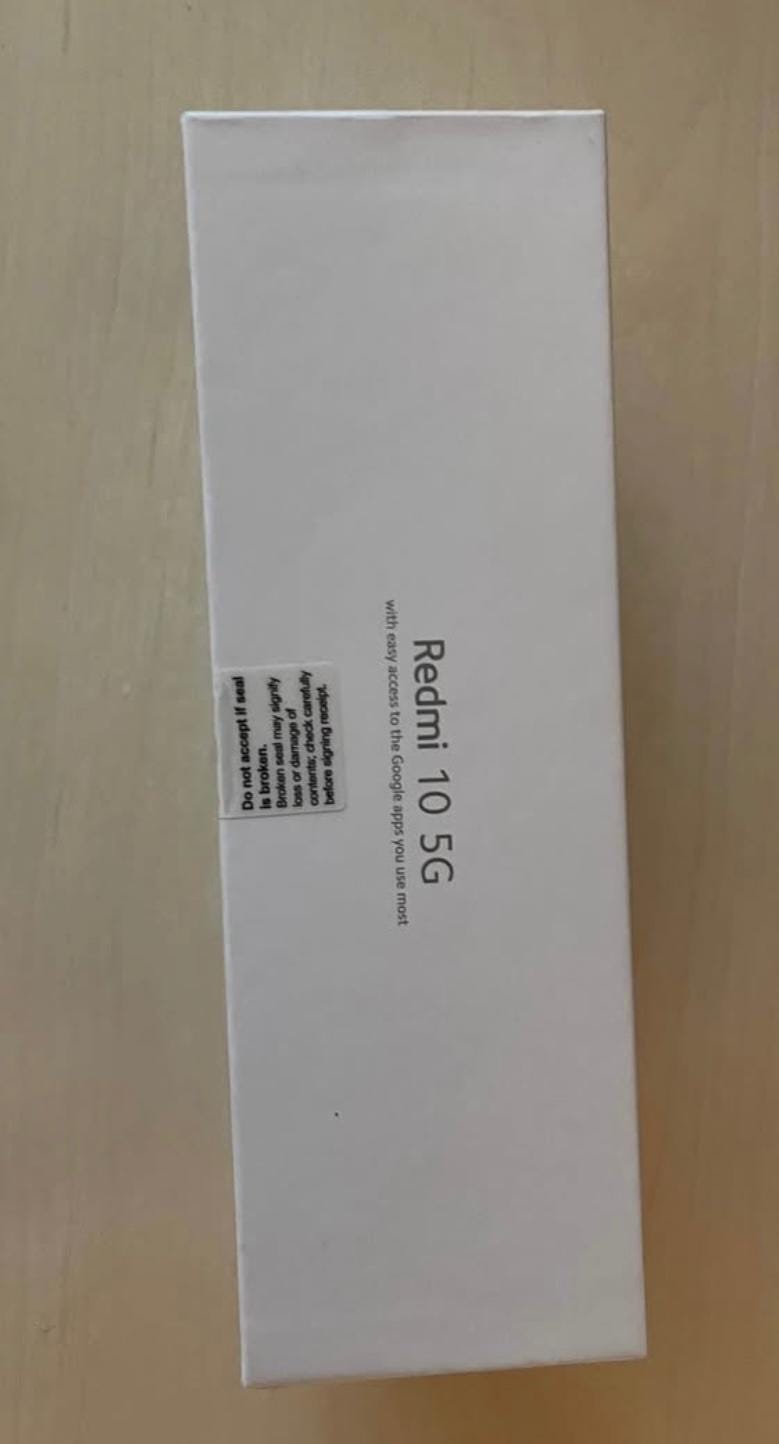 Redmi 10 5G
with easy access to the Google apps you use most
Do not accept if seal
is broken.
Broken seal may signify
loss or damage of
contents; check carefully
before signing receipt.